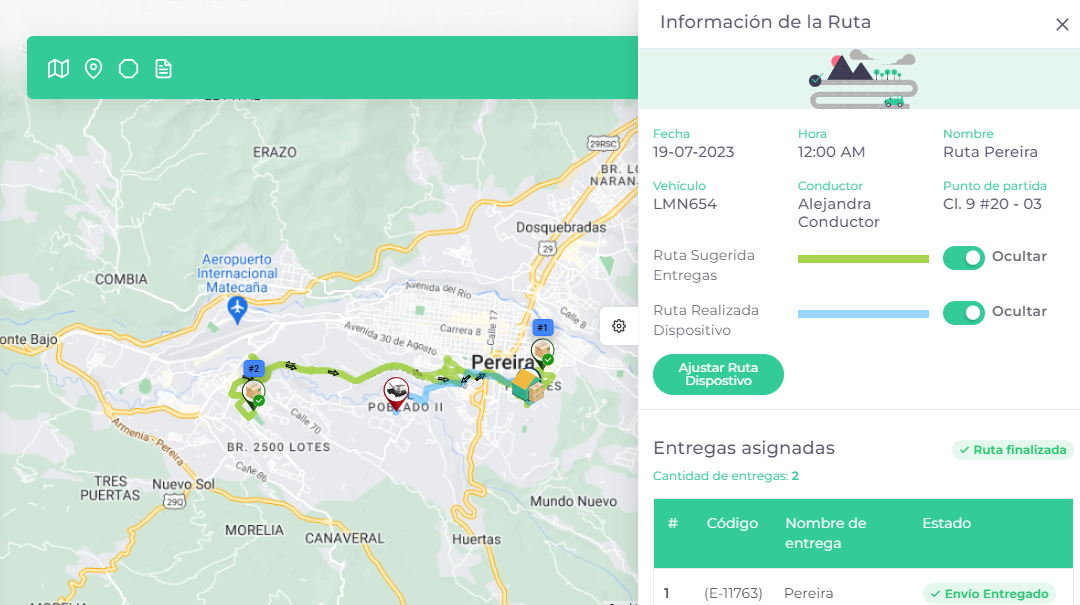 Información de la Ruta
Fecha
19-07-2023
Hora
12:00 AM
Nombre
Ruta Pereira
Vehículo
LMN654
Conductor
Alejandra
Conductor
Punto de partida
Cl. 9 #20 - 03
Ruta Sugerida
Entregas
Ocultar
Ruta Realizada
Dispositivo
Ocultar
Ajustar Ruta
Dispostivo
Entregas asignadas
Ruta finalizada
Cantidad de entregas: 2
# Código Nombre de
entrega Estado
1 (E-11763) Pereira Envío Entregado
ERAZO
29RSC
BR. LO
NARAN
Dosquebradas
29
Aeropuerto
Internacional
Matecaña
COMBIA
Avenida del Río
Calle 17
Calle 8
Carrera 8
#1
Avenida 30 de Agosto
onte Bajo
Pereira
#2
POBLADO II
Calle 70
Armenia - Pereira
BR. 2500 LOTES
Calle 86
TRES
PUERTAS
Nuevo Sol
29Q
Mundo Nuevo
MORELIA
CANAVERAL
Huertas